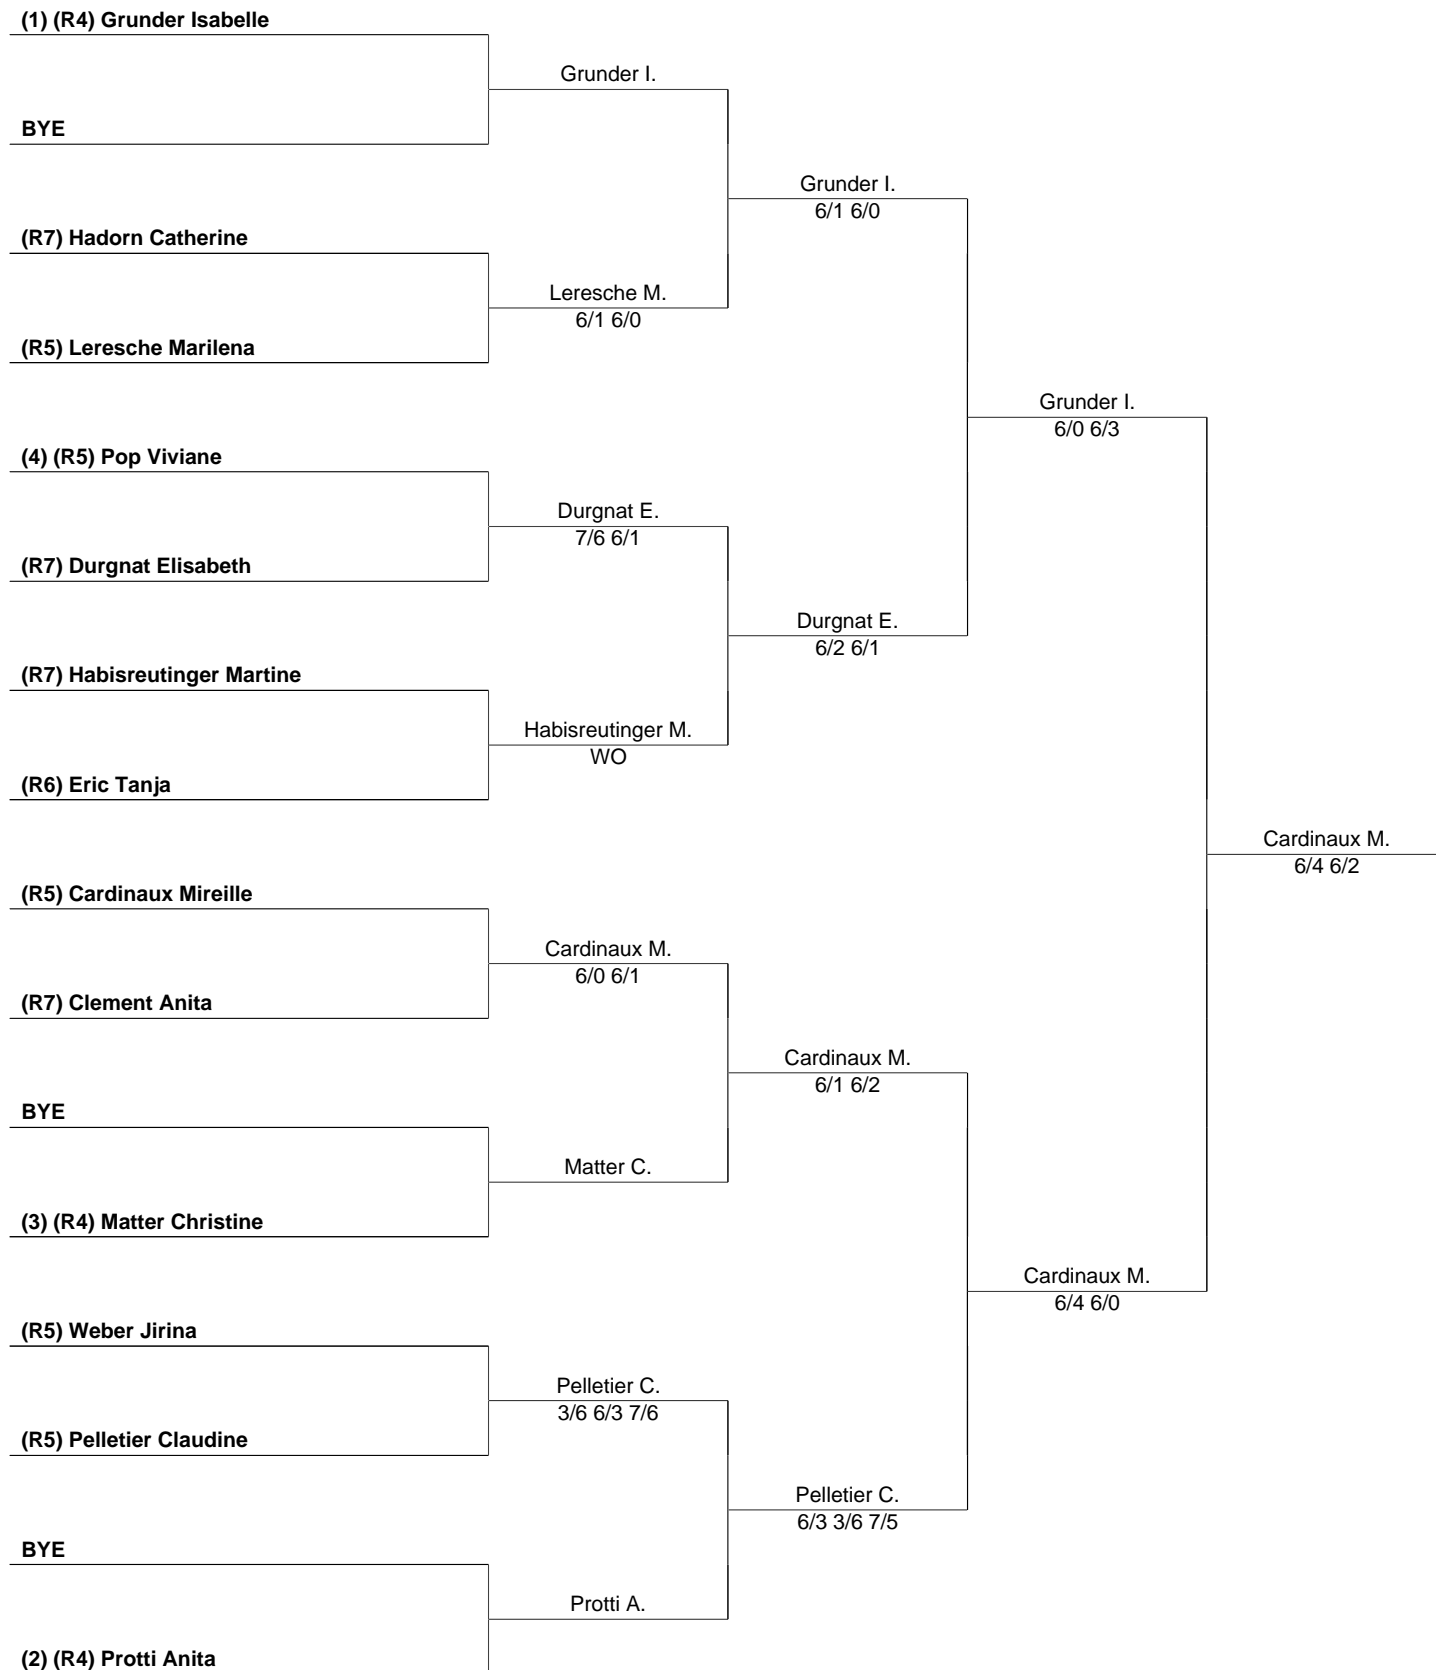 (1) (R4) Grunder Isabelle
Grunder I.
BYE
Grunder I.
6/1 6/0
(R7) Hadorn Catherine
Leresche M.
6/1 6/0
(R5) Leresche Marilena
Grunder I.
6/0 6/3
(4) (R5) Pop Viviane
Durgnat E.
7/6 6/1
(R7) Durgnat Elisabeth
Durgnat E.
6/2 6/1
(R7) Habisreutinger Martine
Habisreutinger M.
WO
(R6) Eric Tanja
Cardinaux M.
6/4 6/2
(R5) Cardinaux Mireille
Cardinaux M.
6/0 6/1
(R7) Clement Anita
Cardinaux M.
6/1 6/2
BYE
Matter C.
(3) (R4) Matter Christine
Cardinaux M.
6/4 6/0
(R5) Weber Jirina
Pelletier C.
3/6 6/3 7/6
(R5) Pelletier Claudine
Pelletier C.
6/3 3/6 7/5
BYE
Protti A.
(2) (R4) Protti Anita